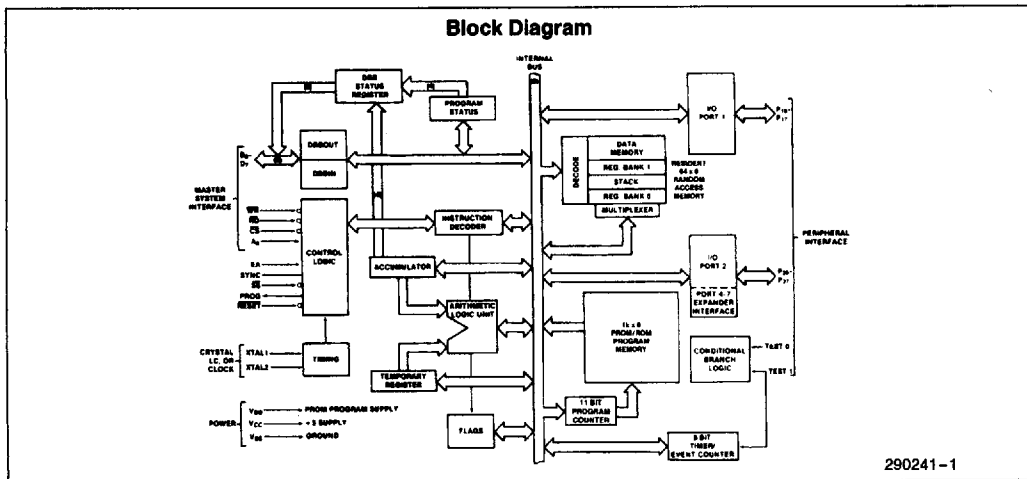 Block Diagram
INTERNAL
BUS
DBB
STATUS
REGISTER
PROGRAM
STATUS
I/O
PORT 1
P10-
P17
DBBOUT
DBBIN
D0-
D7
MASTER
SYSTEM
INTERFACE
DECODE
DATA
MEMORY
REG. BANK 1
STACK
REG. BANK 0
MULTIPLEXER
RESIDENT
64 x 8
RANDOM
ACCESS
MEMORY
WR
RD
CS
A0
CONTROL
LOGIC
INSTRUCTION
DECODER
PERIPHERAL
INTERFACE
EA
SYNC
SS
PROG
RESET
ACCUMULATOR
I/O
PORT 2
PORT 4-7
EXPANDER
INTERFACE
P20-
P27
ARITHMETIC
LOGIC UNIT
1k x 8
PROM/ROM
PROGRAM
MEMORY
CONDITIONAL
BRANCH
LOGIC
TEST 0
TEST 1
CRYSTAL
LC, OR
CLOCK
XTAL1
XTAL2
TIMING
TEMPORARY
REGISTER
11 BIT
PROGRAM
COUNTER
POWER
VDD
PROM PROGRAM SUPPLY
VCC
+5 SUPPLY
VSS
GROUND
FLAGS
8 BIT
TIMER/
EVENT COUNTER
290241-1